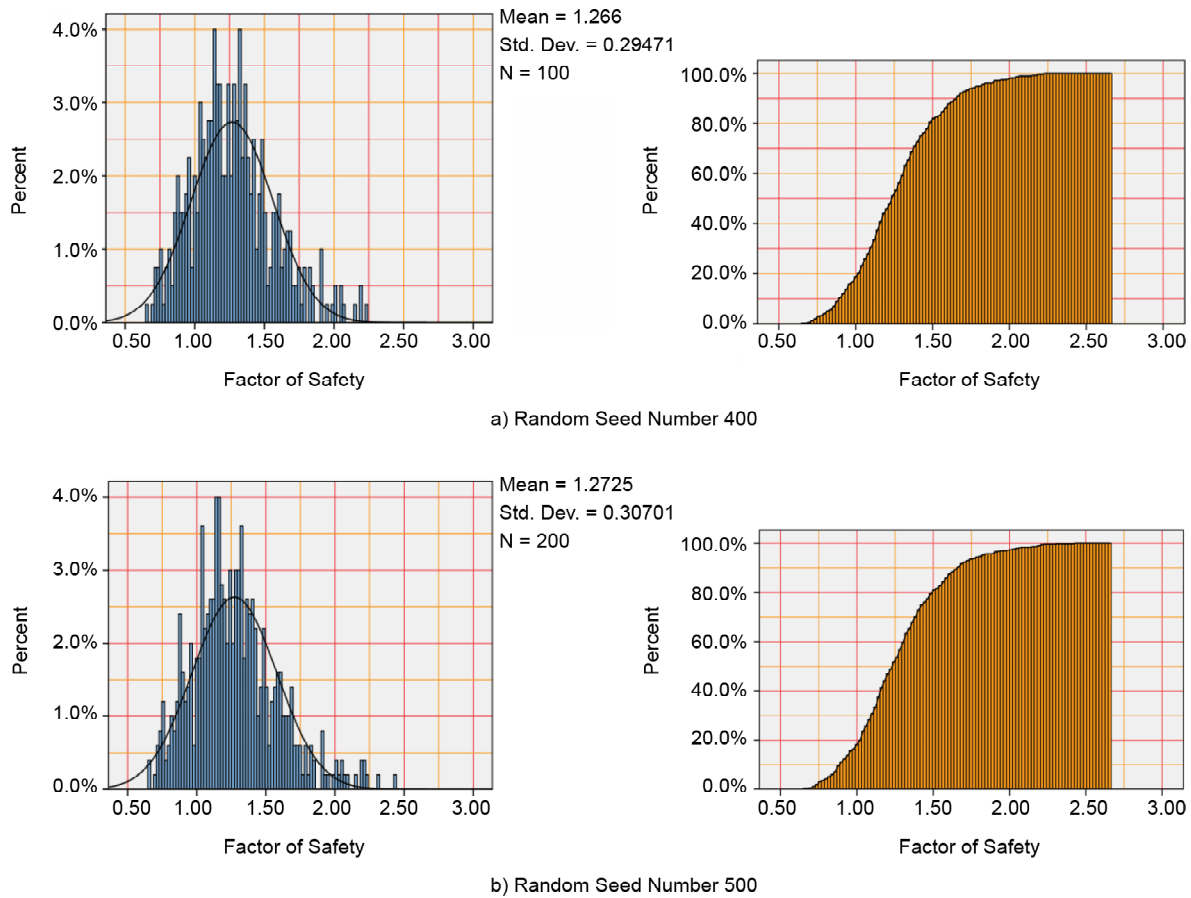 Mean = 1.266
Std. Dev. = 0.29471
N = 100
4.0%
3.0%
2.0%
1.0%
0.0%
Percent
0.50 1.00 1.50 2.00 2.50 3.00
Factor of Safety
100.0%
80.0%
60.0%
40.0%
20.0%
0.0%
Percent
0.50 1.00 1.50 2.00 2.50 3.00
Factor of Safety
a) Random Seed Number 400
Mean = 1.2725
Std. Dev. = 0.30701
N = 200
4.0%
3.0%
2.0%
1.0%
0.0%
Percent
0.50 1.00 1.50 2.00 2.50 3.00
Factor of Safety
100.0%
80.0%
60.0%
40.0%
20.0%
0.0%
Percent
0.50 1.00 1.50 2.00 2.50 3.00
Factor of Safety
b) Random Seed Number 500